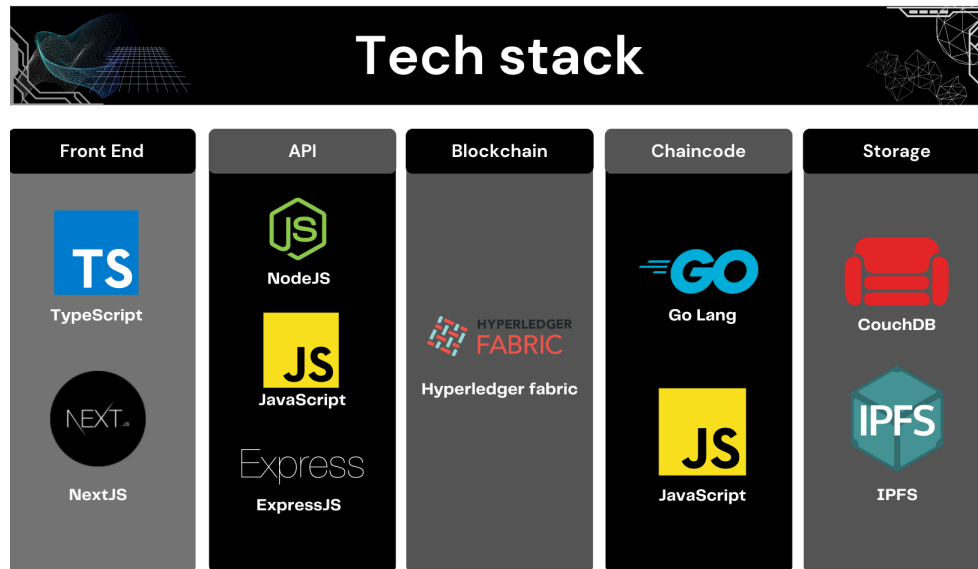 Tech stack
Front End
TS
TypeScript
NEXT.JS
NextJS
API
JS
NodeJS
JS
JavaScript
Express
ExpressJS
Blockchain
HYPERLEDGER
FABRIC
Hyperledger fabric
Chaincode
GO
Go Lang
JS
JavaScript
Storage
CouchDB
IPFS
IPFS